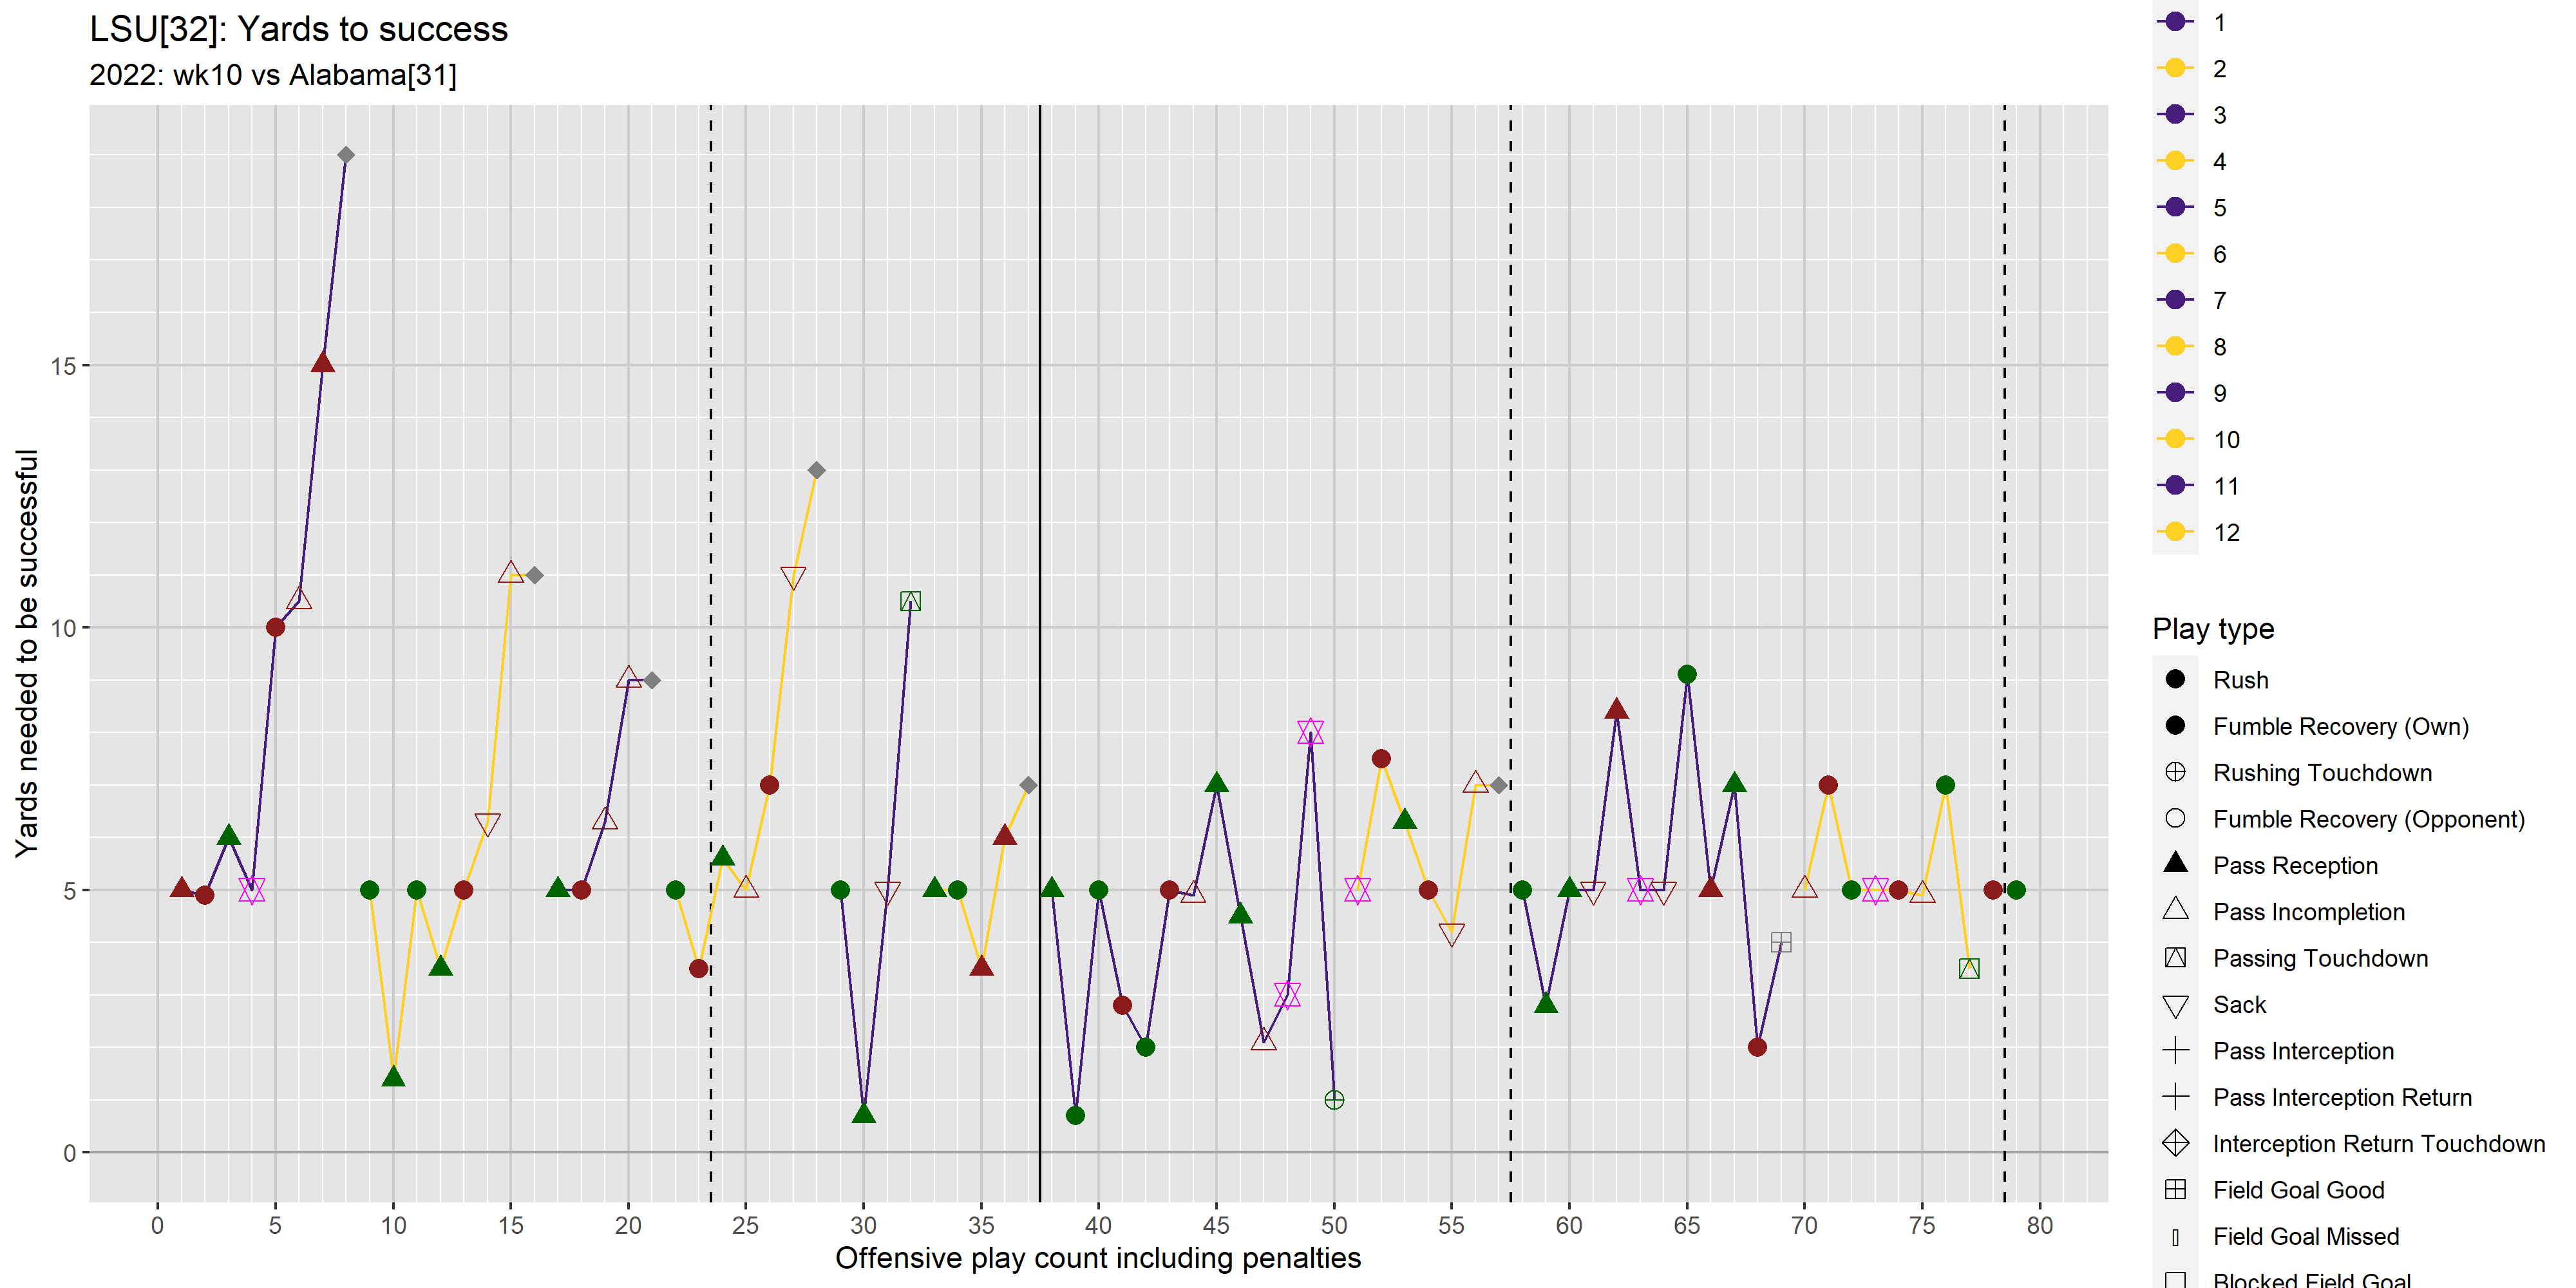 LSU[32]: Yards to success
2022: wk10 vs Alabama[31]
Yards needed to be successful
15
10
5
0
0 5 10 15 20 25 30 35 40 45 50 55 60 65 70 75 80
Offensive play count including penalties
1
2
3
4
5
6
7
8
9
10
11
12
Play type
Rush
Fumble Recovery (Own)
Rushing Touchdown
Fumble Recovery (Opponent)
Pass Reception
Pass Incompletion
Passing Touchdown
Sack
Pass Interception
Pass Interception Return
Interception Return Touchdown
Field Goal Good
Field Goal Missed
Blocked Field Goal